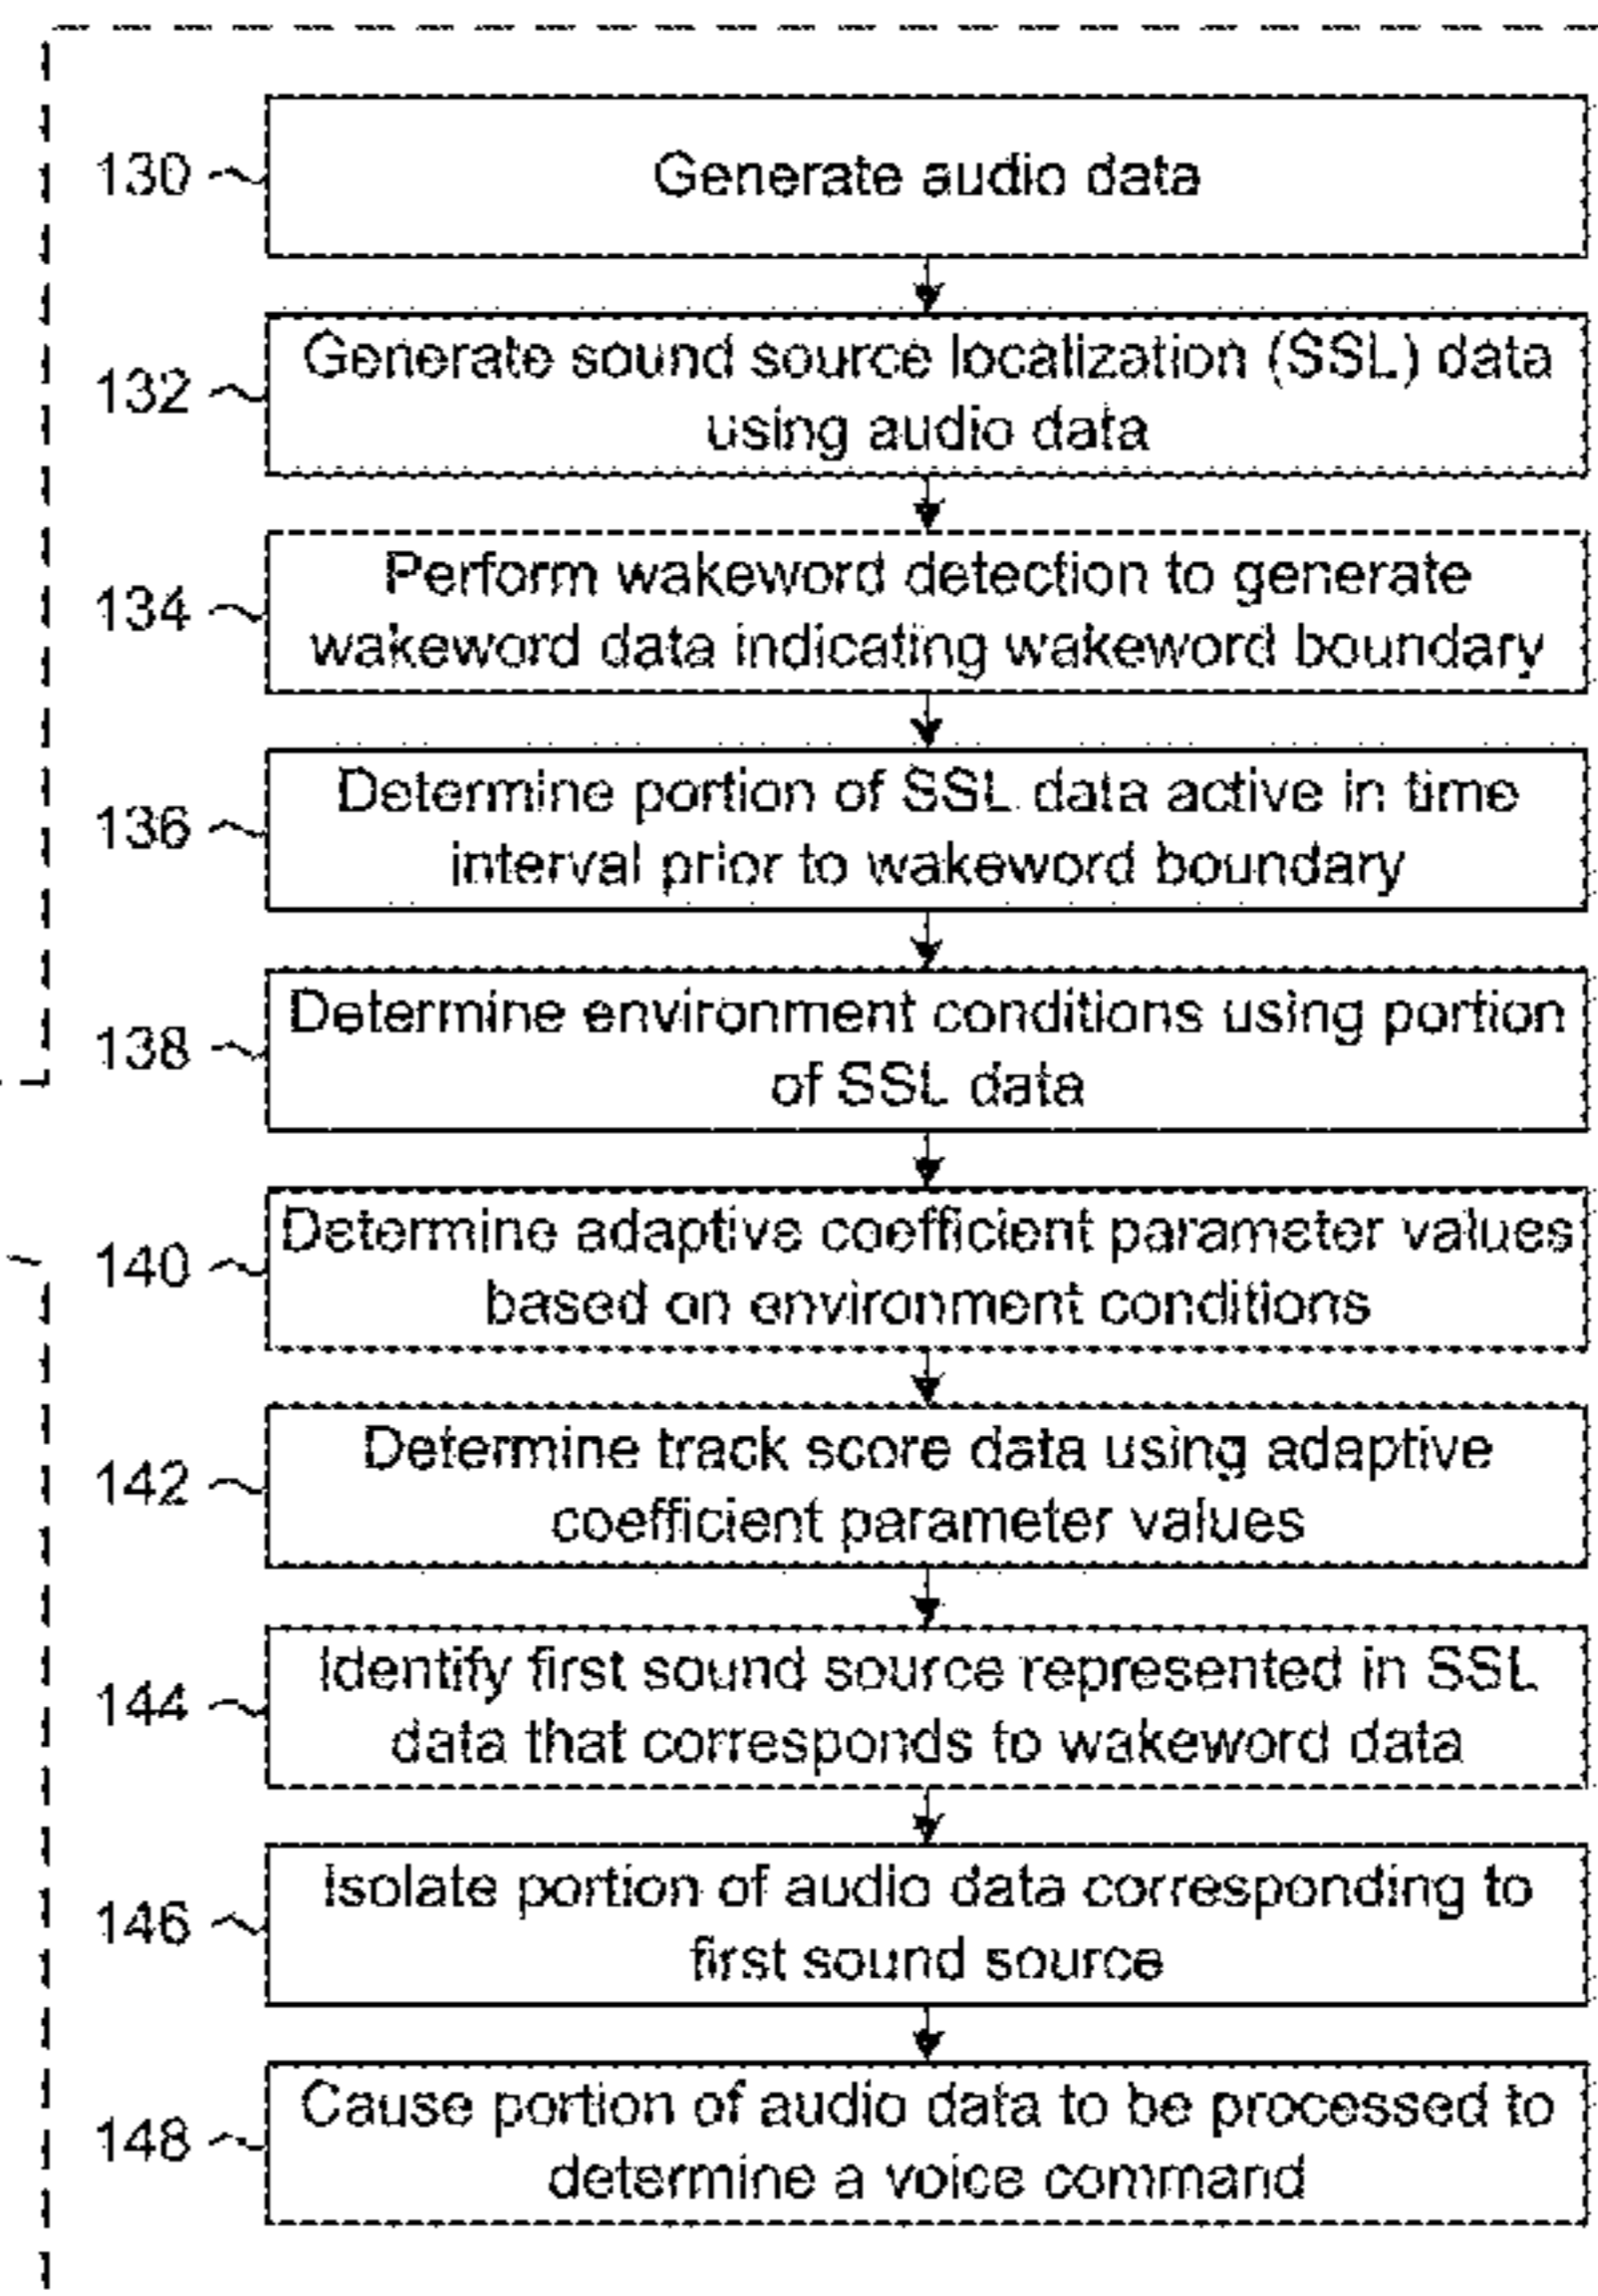 130
Generate audio data
132
Generate sound source localization (SSL) data
using audio data
134
Perform wakeword detection to generate
wakeword data indicating wakeword boundary
136
Determine portion of SSL data active in time
interval prior to wakeword boundary
138
Determine environment conditions using portion
of SSL data
140
Determine adaptive coefficient parameter values
based on environment conditions
142
Determine track score data using adaptive
coefficient parameter values
144
Identify first sound source represented in SSL
data that corresponds to wakeword data
146
Isolate portion of audio data corresponding to
first sound source
148
Cause portion of audio data to be processed to
determine a voice command